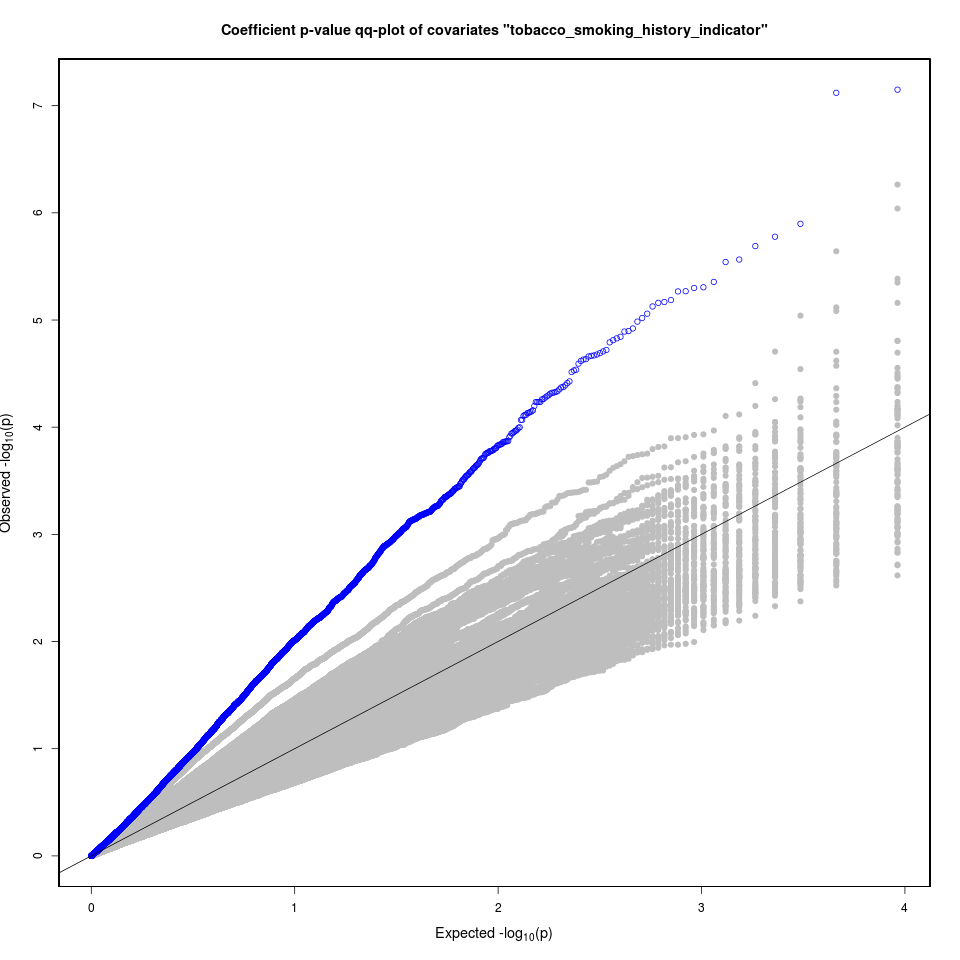 Coefficient p-value qq-plot of covariates "tobacco_smoking_history_indicator"
Observed -log10(p)
7
6
5
4
3
2
1
0
0 1 2 3 4
Expected -log10(p)